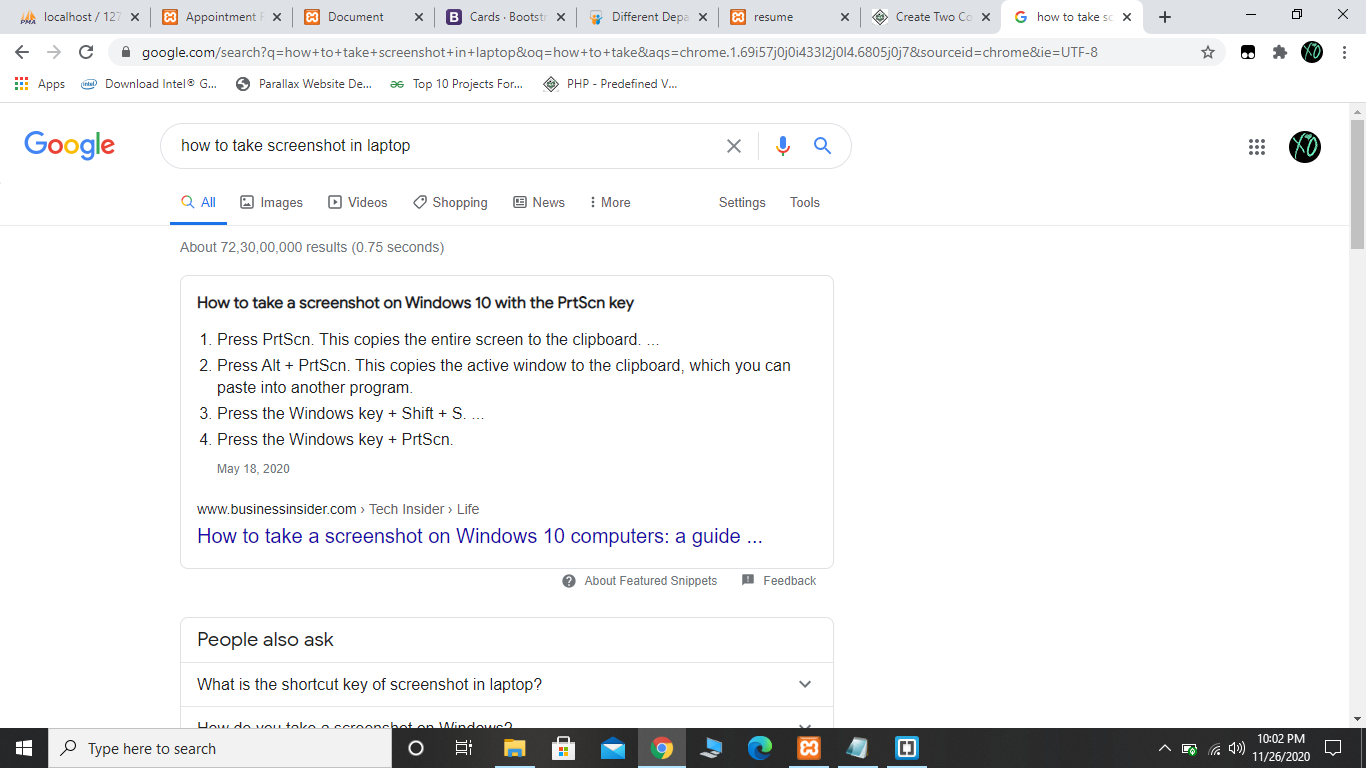 localhost / 127
Appointment F
Document
Cards · Bootstr
Different Depa
resume
Create Two Co
how to take sc
google.com/search?q=how+to+take+screenshot+in+laptop&oq=how+to+take&aqs=chrome.1.69i57j0j0i433l2j0l4.6805j0j7&sourceid=chrome&ie=UTF-8
Apps
Download Intel® G...
Parallax Website De...
Top 10 Projects For...
PHP - Predefined V...
Google
how to take screenshot in laptop
XO
All
Images
Videos
Shopping
News
More
Settings
Tools
About 72,30,00,000 results (0.75 seconds)
How to take a screenshot on Windows 10 with the PrtScn key
1. Press PrtScn. This copies the entire screen to the clipboard. ...
2. Press Alt + PrtScn. This copies the active window to the clipboard, which you can
paste into another program.
3. Press the Windows key + Shift + S. ...
4. Press the Windows key + PrtScn.
May 18, 2020
www.businessinsider.com › Tech Insider › Life
How to take a screenshot on Windows 10 computers: a guide ...
About Featured Snippets
Feedback
People also ask
What is the shortcut key of screenshot in laptop?
How do you take a screenshot on Windows?
Type here to search
10:02 PM
11/26/2020